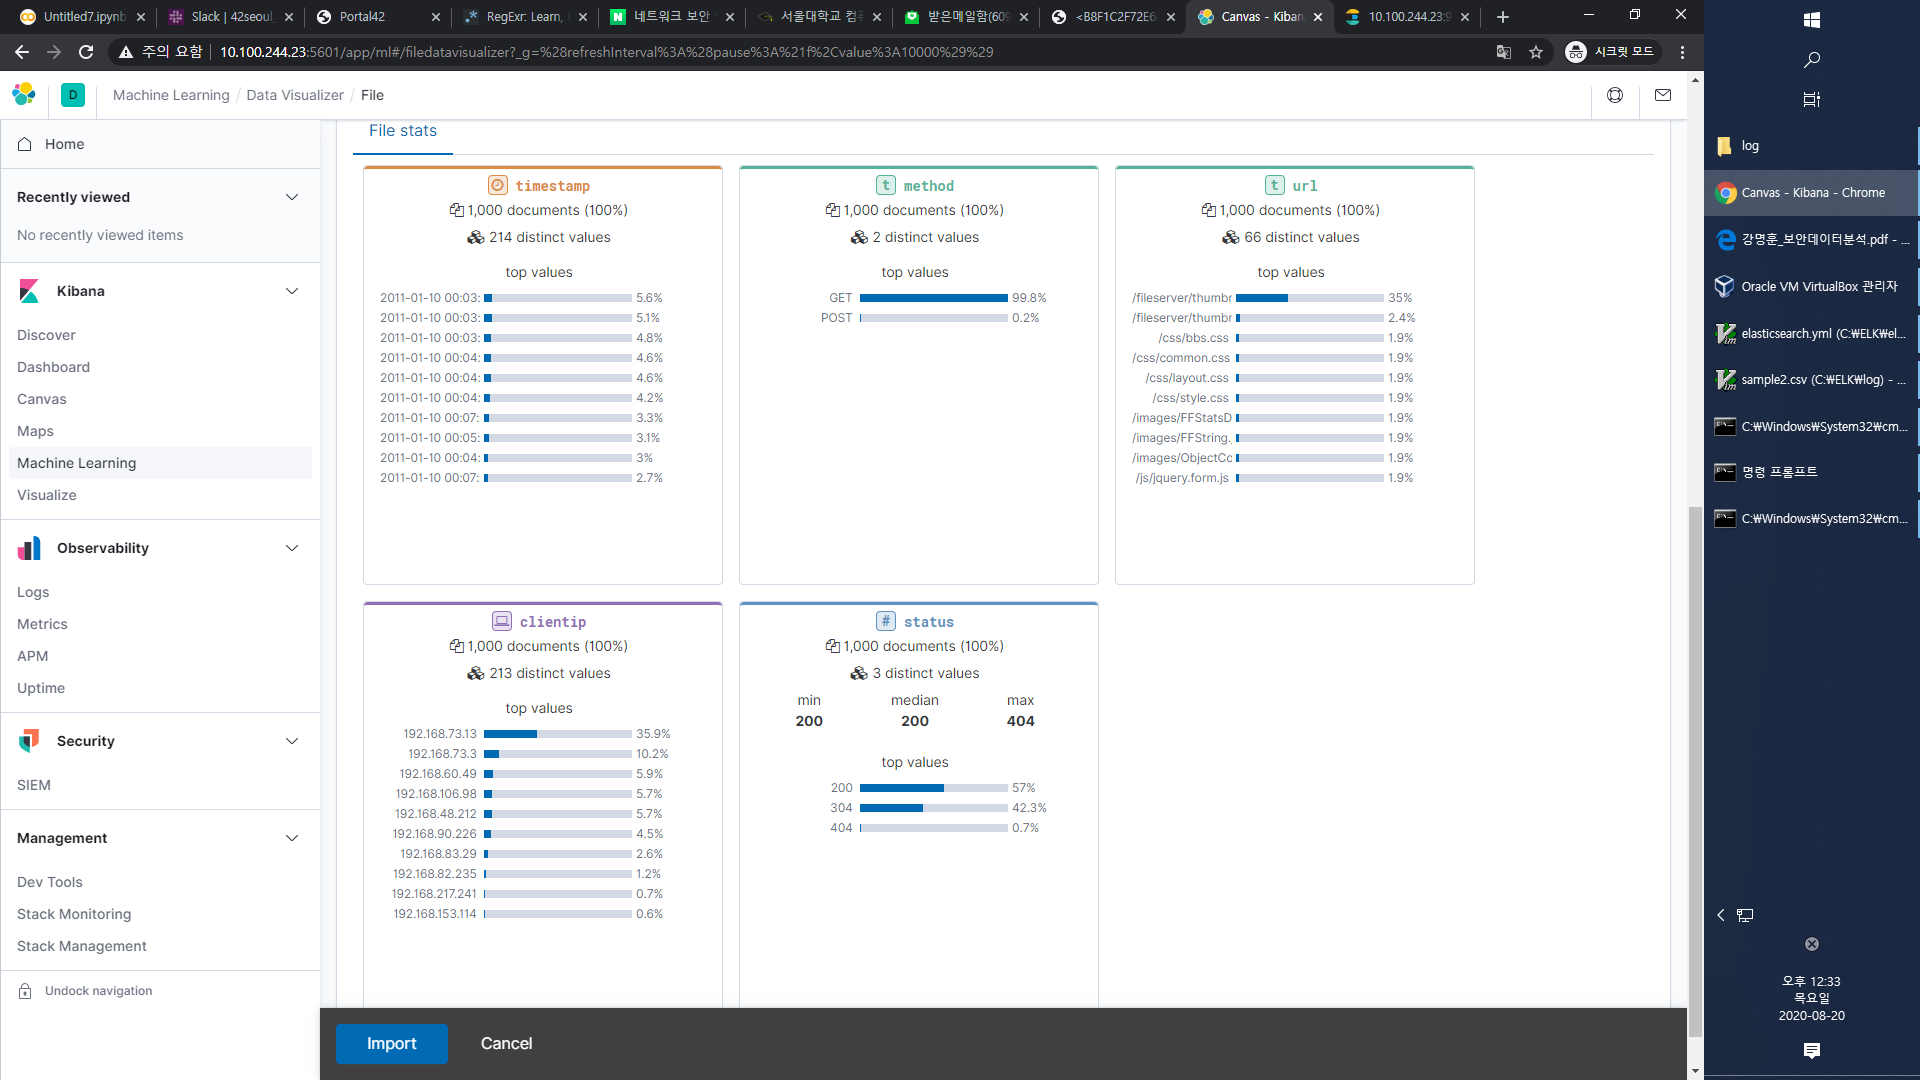 Untitled7.ipynb
Slack | 42seoul
Portal42
RegExr: Learn,
네트워크 보안
서울대학교 컴퓨
받은메일함(609
<B8F1C2F72E6
Canvas - Kiban
10.100.244.23:9
주의 요함
10.100.244.23:5601/app/ml#/filedatavisualizer?_g=%28refreshInterval%3A%28pause%3A%21f%2Cvalue%3A10000%29%29
시크릿 모드
D
Machine Learning / Data Visualizer / File
Home
Recently viewed
No recently viewed items
Kibana
Discover
Dashboard
Canvas
Maps
Machine Learning
Visualize
Observability
Logs
Metrics
APM
Uptime
Security
SIEM
Management
Dev Tools
Stack Monitoring
Stack Management
Undock navigation
File stats
timestamp
1,000 documents (100%)
214 distinct values
top values
2011-01-10 00:03: 5.6%
2011-01-10 00:03: 5.1%
2011-01-10 00:03: 4.8%
2011-01-10 00:04: 4.6%
2011-01-10 00:04: 4.6%
2011-01-10 00:04: 4.2%
2011-01-10 00:07: 3.3%
2011-01-10 00:05: 3.1%
2011-01-10 00:04: 3%
2011-01-10 00:07: 2.7%
t method
1,000 documents (100%)
2 distinct values
top values
GET 99.8%
POST 0.2%
t url
1,000 documents (100%)
66 distinct values
top values
/fileserver/thumbr 35%
/fileserver/thumbr 2.4%
/css/bbs.css 1.9%
/css/common.css 1.9%
/css/layout.css 1.9%
/css/style.css 1.9%
/images/FFStatsD 1.9%
/images/FFString. 1.9%
/images/ObjectCc 1.9%
/js/jquery.form.js 1.9%
clientip
1,000 documents (100%)
213 distinct values
top values
192.168.73.13 35.9%
192.168.73.3 10.2%
192.168.60.49 5.9%
192.168.106.98 5.7%
192.168.48.212 5.7%
192.168.90.226 4.5%
192.168.83.29 2.6%
192.168.82.235 1.2%
192.168.217.241 0.7%
192.168.153.114 0.6%
# status
1,000 documents (100%)
3 distinct values
min median max
200 200 404
top values
200 57%
304 42.3%
404 0.7%
Import
Cancel
log
Canvas - Kibana - Chrome
강명훈_보안데이터분석.pdf - ...
Oracle VM VirtualBox 관리자
elasticsearch.yml (C:₩ELK₩el...
sample2.csv (C:₩ELK₩log) - ...
C:₩Windows₩System32₩cm...
명령 프롬프트
C:₩Windows₩System32₩cm...
오후 12:33
목요일
2020-08-20